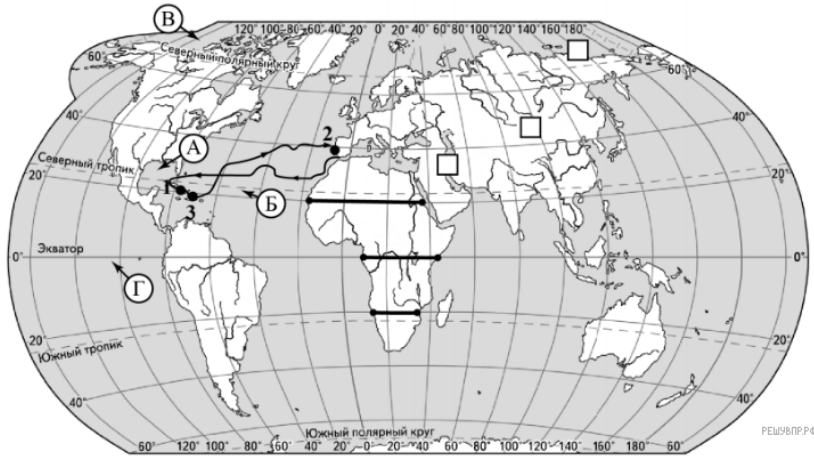 В
120° 100° 80° 60° 40° 20° 0° 20° 40° 60° 80° 100° 120° 140° 160° 180°
Северный полярный круг
60° 60°
40° 2 40°
А
Северный тропик
20° 1 20°
3 Б
Экватор
0° 0°
Г
20° 20°
Южный тропик
40° 40°
РЕШУВПР.РФ
Южный полярный круг
60° 120° 100° 80° 60° 40° 20° 0° 20° 40° 60° 80° 100° 120° 140° 60°